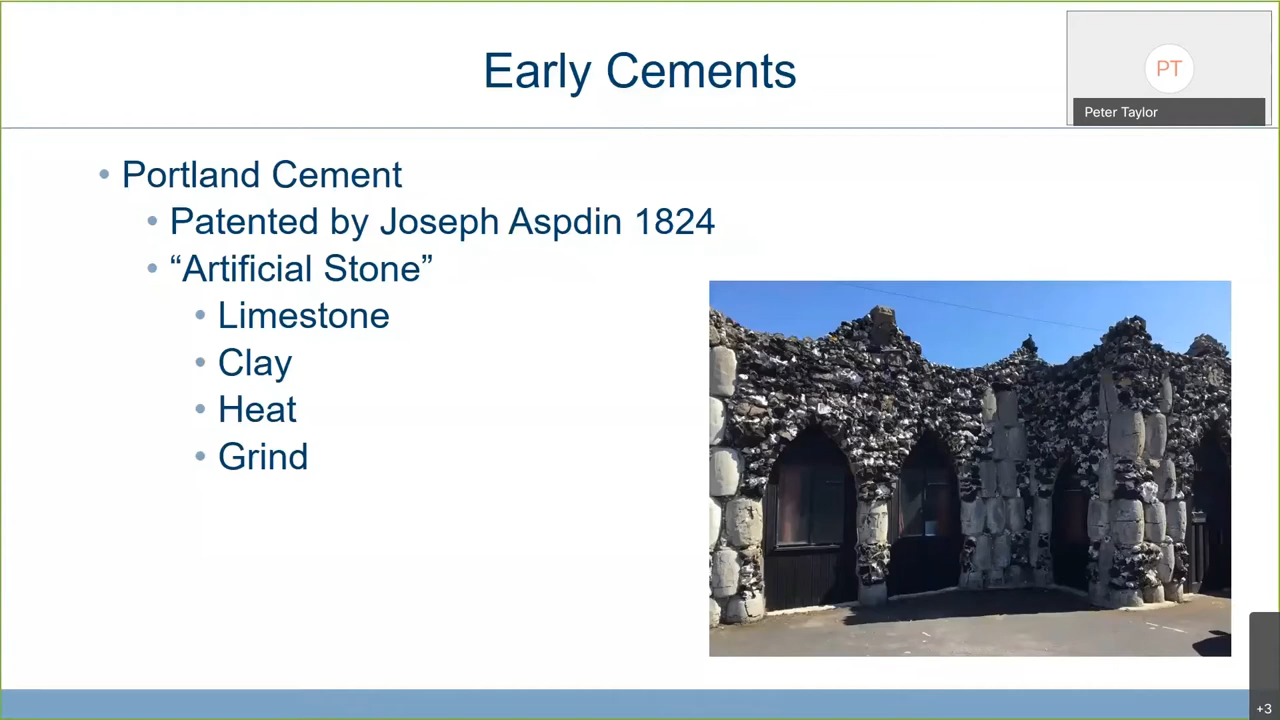 Early Cements
PT
Peter Taylor
• Portland Cement
• Patented by Joseph Aspdin 1824
• “Artificial Stone”
• Limestone
• Clay
• Heat
• Grind
+3